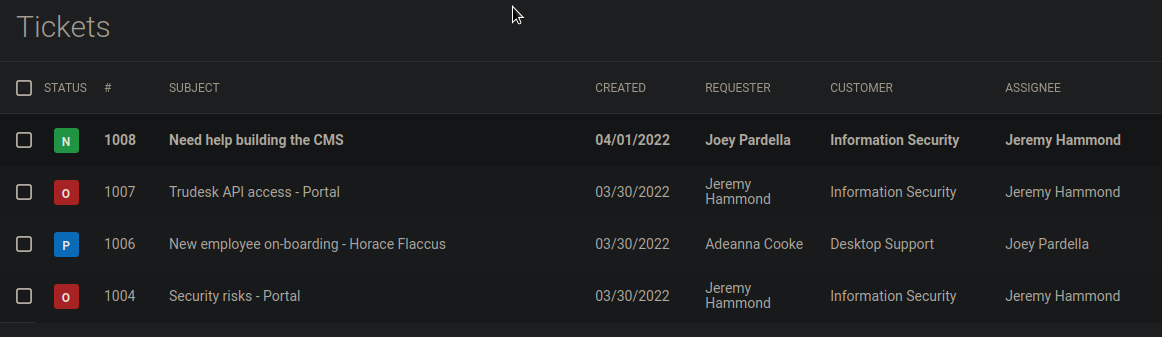 Tickets
STATUS # SUBJECT CREATED REQUESTER CUSTOMER ASSIGNEE
N 1008 Need help building the CMS 04/01/2022 Joey Pardella Information Security Jeremy Hammond
O 1007 Trudesk API access - Portal 03/30/2022 Jeremy Hammond Information Security Jeremy Hammond
P 1006 New employee on-boarding - Horace Flaccus 03/30/2022 Adeanna Cooke Desktop Support Joey Pardella
O 1004 Security risks - Portal 03/30/2022 Jeremy Hammond Information Security Jeremy Hammond